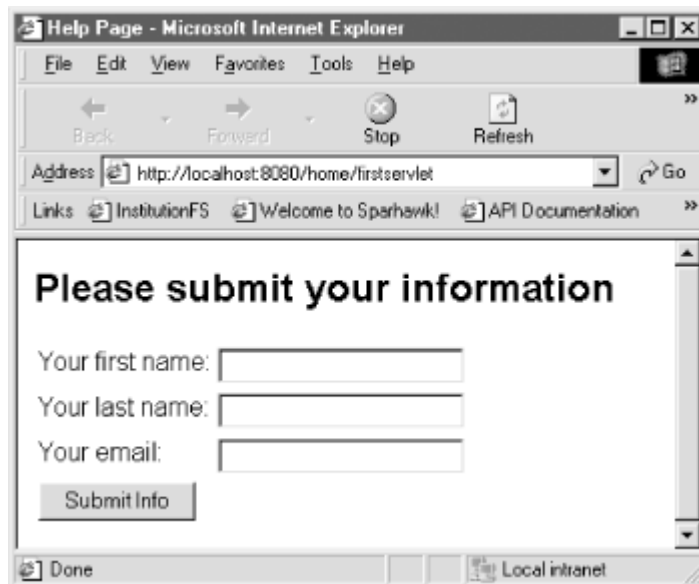 Help Page - Microsoft Internet Explorer
File Edit View Favorites Tools Help
Back Forward Stop Refresh »
Address http://localhost:8080/home/firstservlet Go
Links InstitutionFS Welcome to Sparhawk! API Documentation »
Please submit your information
Your first name:
Your last name:
Your email:
Submit Info
Done Local intranet